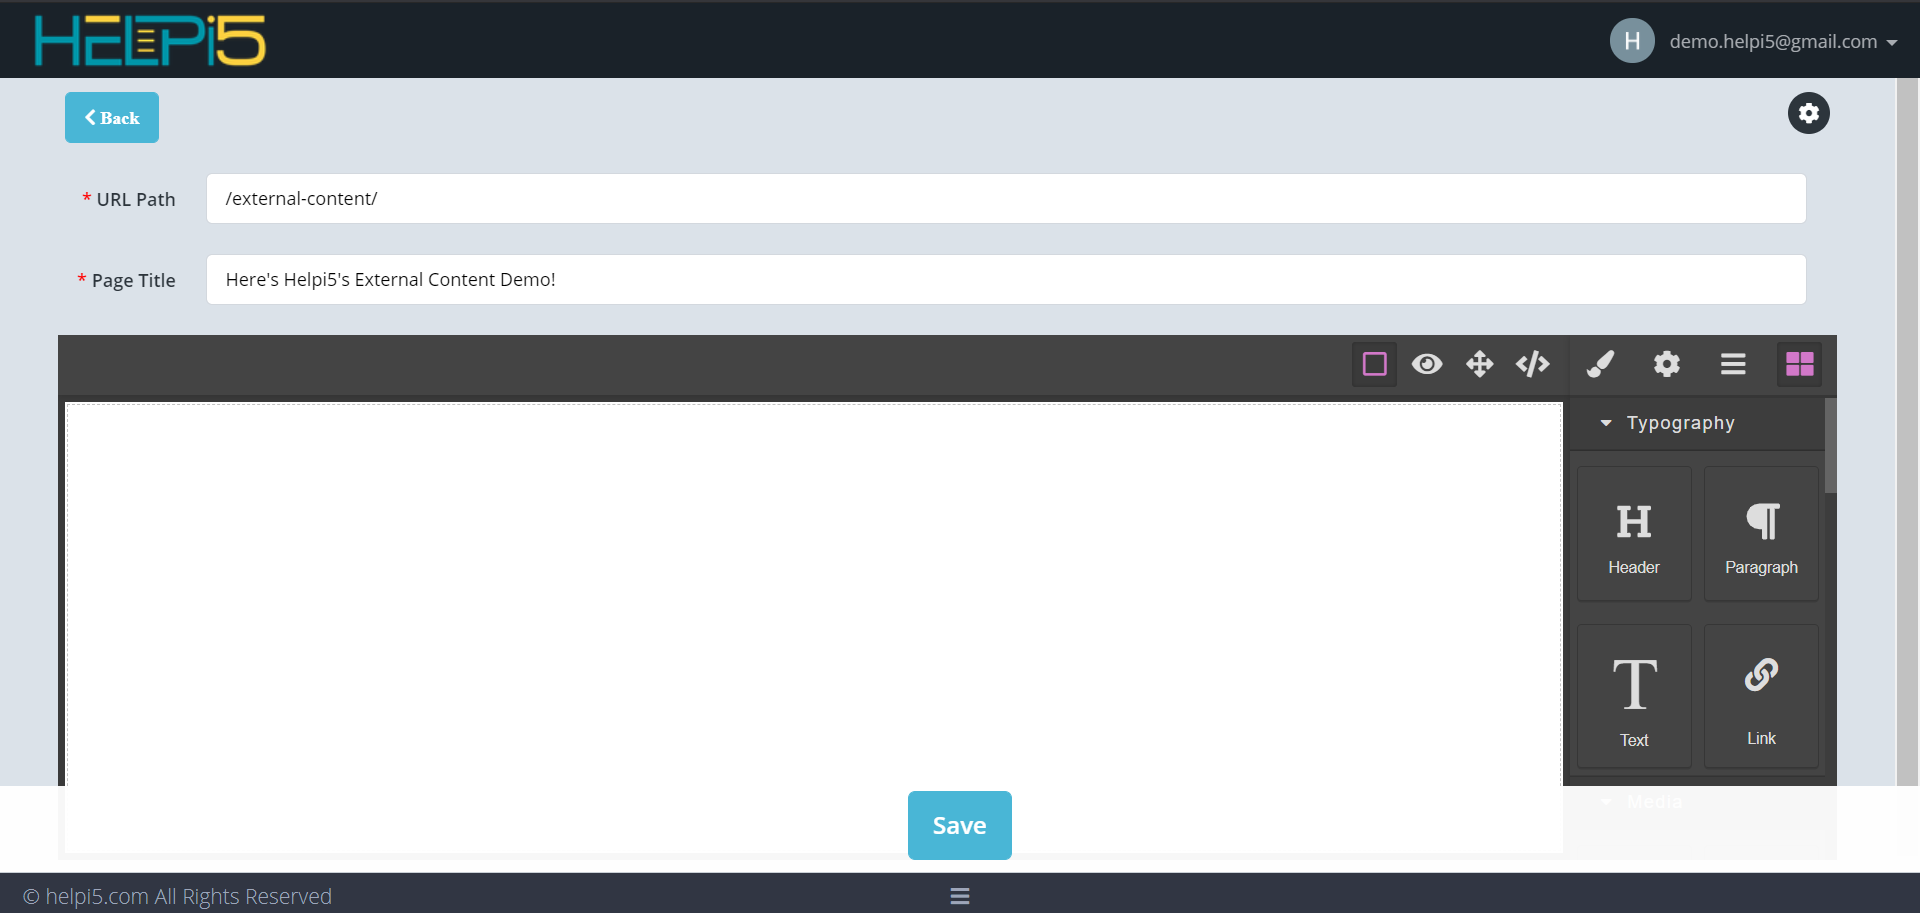 HELPi5
H demo.helpi5@gmail.com
Back
* URL Path /external-content/
* Page Title Here's Helpi5's External Content Demo!
Typography
H ¶
Header Paragraph
T
Text Link
Media
Save
© helpi5.com All Rights Reserved